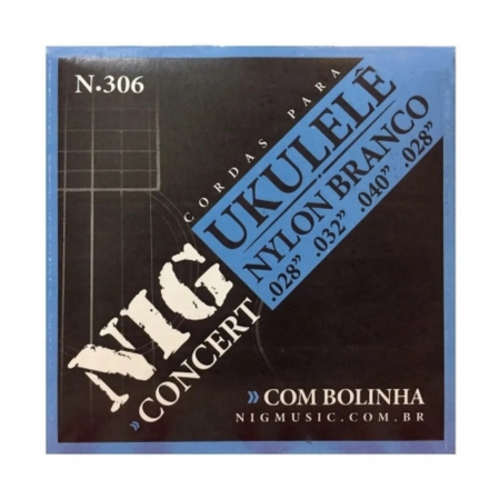 N.306
CORDAS PARA
UKULELÊ
NYLON BRANCO
.028” .032” .040” .028”
NIG
» CONCERT
» COM BOLINHA
NIGMUSIC.COM.BR